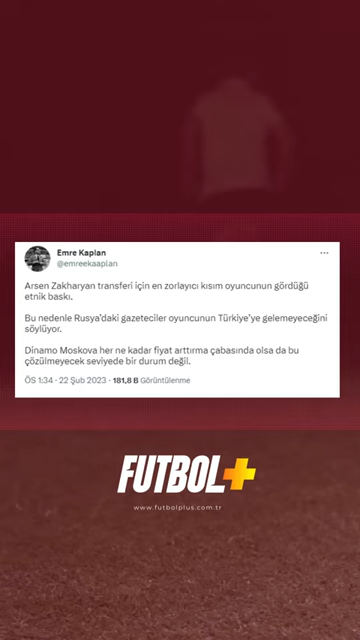 Emre Kaplan
@emreekaaplan
Arsen Zakharyan transferi için en zorlayıcı kısım oyuncunun gördüğü
etnik baskı.
Bu nedenle Rusya'daki gazeteciler oyuncunun Türkiye'ye gelemeyeceğini
söylüyor.
Dinamo Moskova her ne kadar fiyat arttırma çabasında olsa da bu
çözülmeyecek seviyede bir durum değil.
ÖS 1:34 · 22 Şub 2023 · 181,8 B Görüntülenme
FUTBOL+
www.futbolplus.com.tr